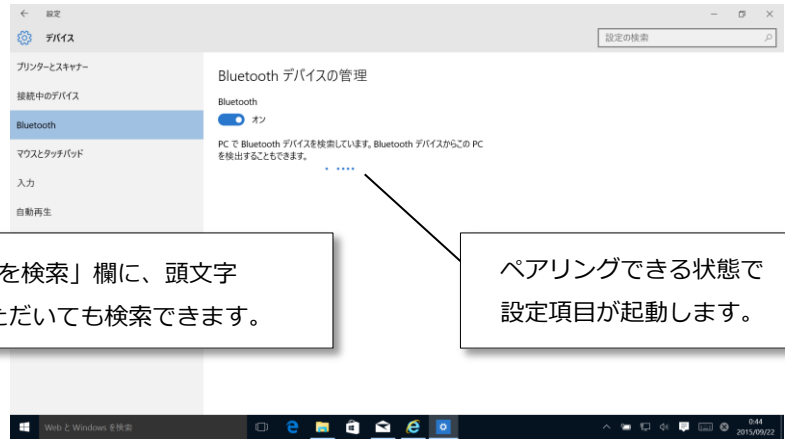 設定
デバイス
設定の検索
プリンターとスキャナー
接続中のデバイス
Bluetooth
マウスとタッチパッド
入力
自動再生
Bluetooth デバイスの管理
Bluetooth
オン
PC で Bluetooth デバイスを検索しています。Bluetooth デバイスからこの PC
を検出することもできます。
を検索」欄に、頭文字
ただいても検索できます。
ペアリングできる状態で
設定項目が起動します。
Web と Windows を検索
0:44
2015/09/22